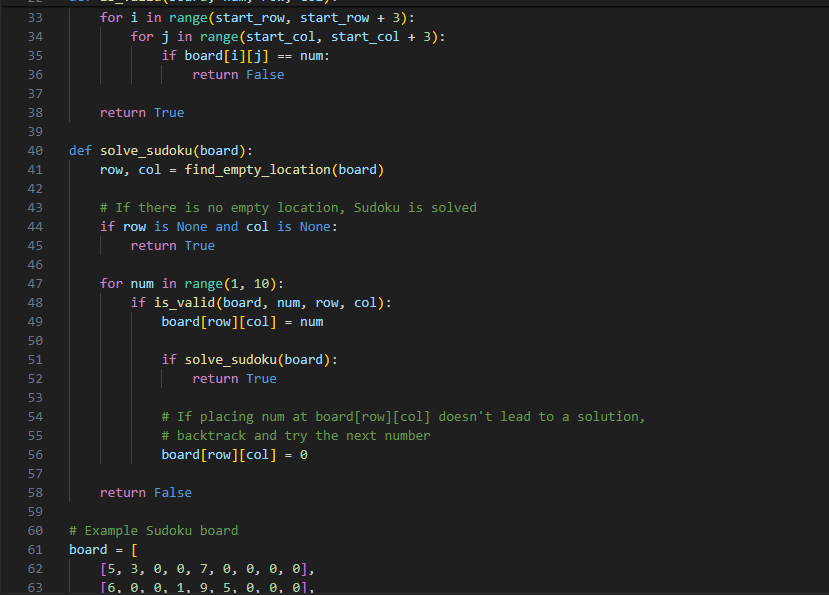 33 for i in range(start_row, start_row + 3):
34 for j in range(start_col, start_col + 3):
35 if board[i][j] == num:
36 return False
37
38 return True
39
40 def solve_sudoku(board):
41 row, col = find_empty_location(board)
42
43 # If there is no empty location, Sudoku is solved
44 if row is None and col is None:
45 return True
46
47 for num in range(1, 10):
48 if is_valid(board, num, row, col):
49 board[row][col] = num
50
51 if solve_sudoku(board):
52 return True
53
54 # If placing num at board[row][col] doesn't lead to a solution,
55 # backtrack and try the next number
56 board[row][col] = 0
57
58 return False
59
60 # Example Sudoku board
61 board = [
62 [5, 3, 0, 0, 7, 0, 0, 0, 0],
63 [6, 0, 0, 1, 9, 5, 0, 0, 0],